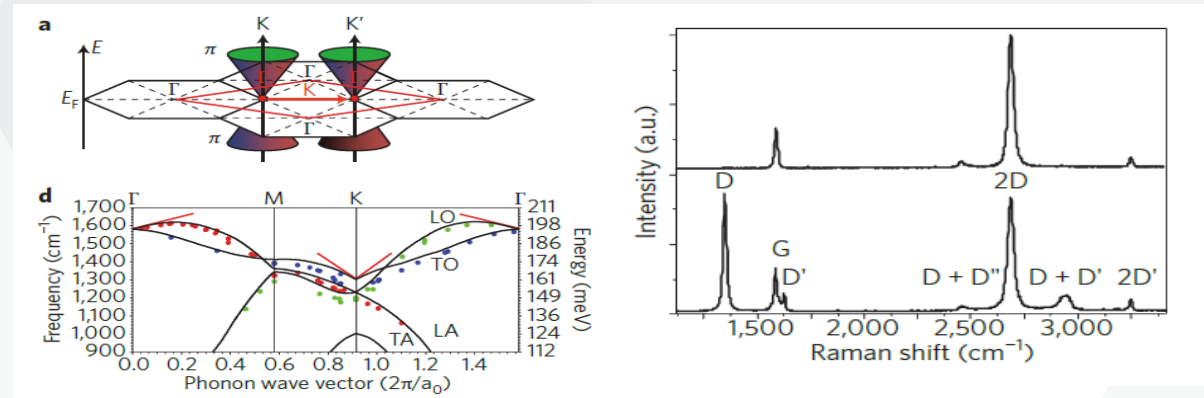 a
E
K
K′
π
Γ
Γ
K
Γ
E_F
Γ
π
d
Γ
M
K
Γ
1,700
1,600
1,500
1,400
1,300
1,200
1,100
1,000
900
211
198
186
174
161
149
136
124
112
LO
TO
LA
TA
Frequency (cm⁻¹)
Energy (meV)
0.0 0.2 0.4 0.6 0.8 1.0 1.2 1.4
Phonon wave vector (2π/a₀)
Intensity (a.u.)
D
2D
G
D'
D + D"
D + D'
2D'
1,500 2,000 2,500 3,000
Raman shift (cm⁻¹)